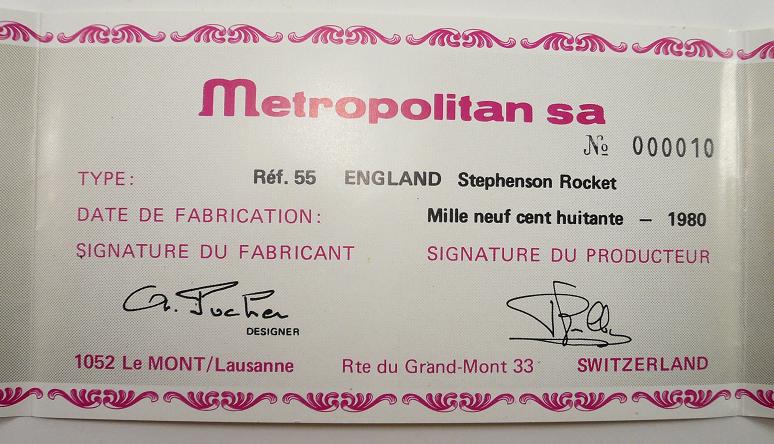 Metropolitan sa
№ 000010
TYPE: Réf. 55 ENGLAND Stephenson Rocket
DATE DE FABRICATION: Mille neuf cent huitante – 1980
SIGNATURE DU FABRICANT SIGNATURE DU PRODUCTEUR
DESIGNER
1052 Le MONT/Lausanne Rte du Grand-Mont 33 SWITZERLAND